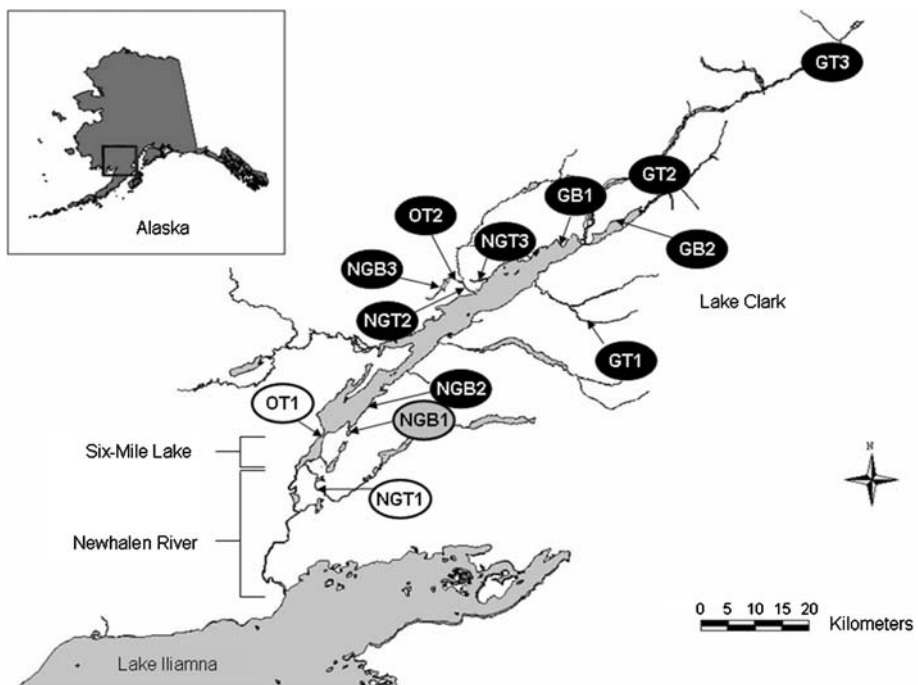 GT3
Alaska
GT2
GB1
OT2
NGT3
GB2
NGB3
Lake Clark
NGT2
GT1
NGB2
OT1
NGB1
Six-Mile Lake
NGT1
N
Newhalen River
0 5 10 15 20
Kilometers
Lake Iliamna